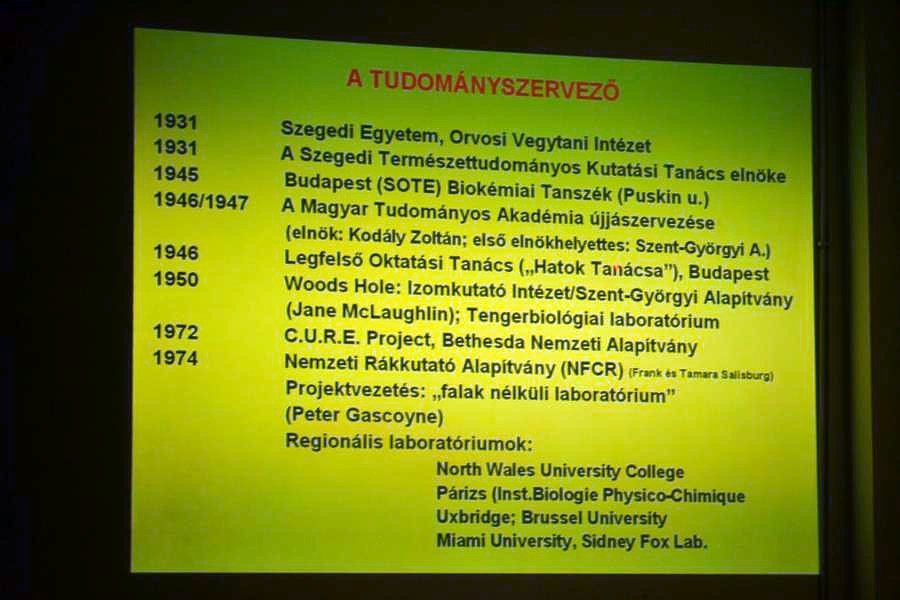 A TUDOMÁNYSZERVEZŐ
1931 Szegedi Egyetem, Orvosi Vegytani Intézet
1931 A Szegedi Természettudományos Kutatási Tanács elnöke
1945 Budapest (SOTE) Biokémiai Tanszék (Puskin u.)
1946/1947 A Magyar Tudományos Akadémia újjászervezése
(elnök: Kodály Zoltán; első elnökhelyettes: Szent-Györgyi A.)
1946 Legfelső Oktatási Tanács („Hatok Tanácsa”), Budapest
1950 Woods Hole: Izomkutató Intézet/Szent-Györgyi Alapítvány
(Jane McLaughlin); Tengerbiológiai laboratórium
1972 C.U.R.E. Project, Bethesda Nemzeti Alapítvány
1974 Nemzeti Rákkutató Alapítvány (NFCR) (Frank és Tamara Salisburg)
Projektvezetés: „falak nélküli laboratórium”
(Peter Gascoyne)
Regionális laboratóriumok:
North Wales University College
Párizs (Inst.Biologie Physico-Chimique
Uxbridge; Brussel University
Miami University, Sidney Fox Lab.